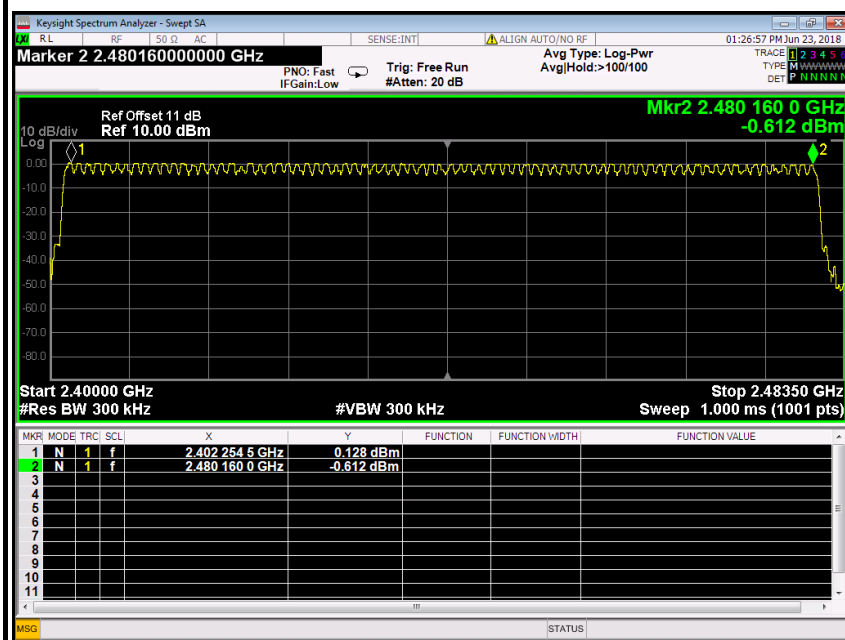 Keysight Spectrum Analyzer - Swept SA
RL RF 50 Ω AC SENSE:INT ALIGN AUTO/NO RF 01:26:57 PM Jun 23, 2018
Marker 2 2.480160000000 GHz
PNO: Fast
IFGain:Low
Trig: Free Run
#Atten: 20 dB
Avg Type: Log-Pwr
Avg|Hold:>100/100
TRACE 1 2 3 4 5 6
TYPE M WWWWW
DET P NNNNN
Mkr2 2.480 160 0 GHz
-0.612 dBm
Ref Offset 11 dB
10 dB/div Ref 10.00 dBm
Log
1
2
0.00
-10.0
-20.0
-30.0
-40.0
-50.0
-60.0
-70.0
-80.0
Start 2.40000 GHz Stop 2.48350 GHz
#Res BW 300 kHz #VBW 300 kHz Sweep 1.000 ms (1001 pts)
MKR MODE TRC SCL X Y FUNCTION FUNCTION WIDTH FUNCTION VALUE
1 N 1 f 2.402 254 5 GHz 0.128 dBm
2 N 1 f 2.480 160 0 GHz -0.612 dBm
3
4
5
6
7
8
9
10
11
MSG STATUS